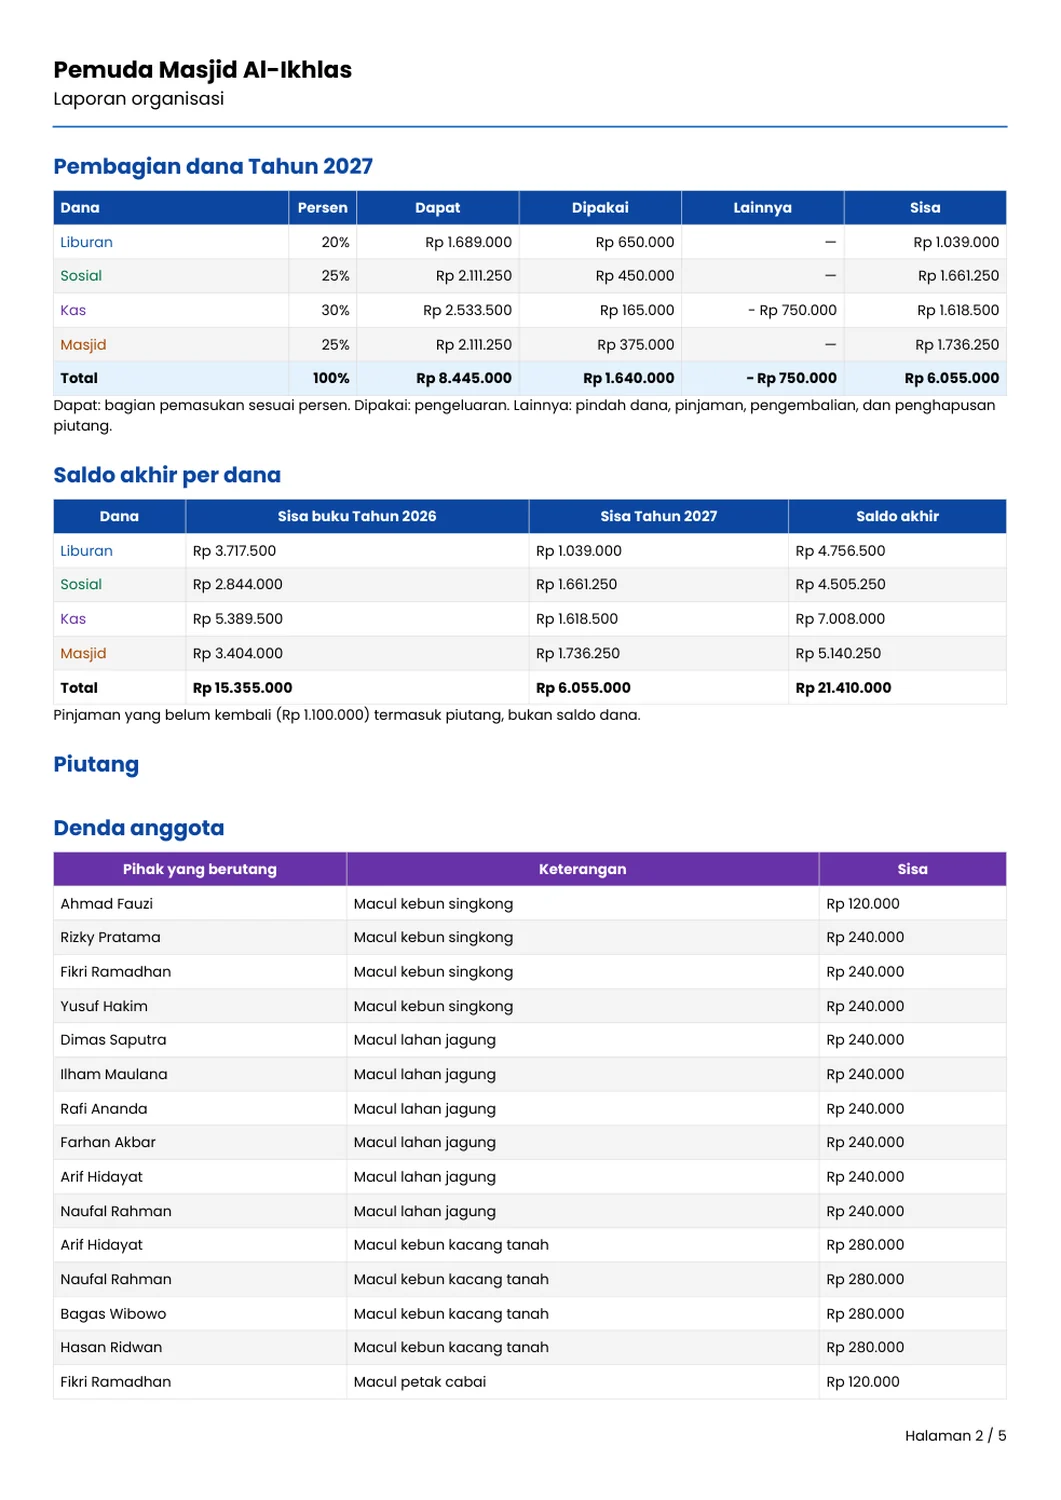 Pemuda Masjid Al-Ikhlas
Laporan organisasi
Pembagian dana Tahun 2027
Dana Persen Dapat Dipakai Lainnya Sisa
Liburan 20% Rp 1.689.000 Rp 650.000 — Rp 1.039.000
Sosial 25% Rp 2.111.250 Rp 450.000 — Rp 1.661.250
Kas 30% Rp 2.533.500 Rp 165.000 - Rp 750.000 Rp 1.618.500
Masjid 25% Rp 2.111.250 Rp 375.000 — Rp 1.736.250
Total 100% Rp 8.445.000 Rp 1.640.000 - Rp 750.000 Rp 6.055.000
Dapat: bagian pemasukan sesuai persen. Dipakai: pengeluaran. Lainnya: pindah dana, pinjaman, pengembalian, dan penghapusan
piutang.
Saldo akhir per dana
Dana Sisa buku Tahun 2026 Sisa Tahun 2027 Saldo akhir
Liburan Rp 3.717.500 Rp 1.039.000 Rp 4.756.500
Sosial Rp 2.844.000 Rp 1.661.250 Rp 4.505.250
Kas Rp 5.389.500 Rp 1.618.500 Rp 7.008.000
Masjid Rp 3.404.000 Rp 1.736.250 Rp 5.140.250
Total Rp 15.355.000 Rp 6.055.000 Rp 21.410.000
Pinjaman yang belum kembali (Rp 1.100.000) termasuk piutang, bukan saldo dana.
Piutang
Denda anggota
Pihak yang berutang Keterangan Sisa
Ahmad Fauzi Macul kebun singkong Rp 120.000
Rizky Pratama Macul kebun singkong Rp 240.000
Fikri Ramadhan Macul kebun singkong Rp 240.000
Yusuf Hakim Macul kebun singkong Rp 240.000
Dimas Saputra Macul lahan jagung Rp 240.000
Ilham Maulana Macul lahan jagung Rp 240.000
Rafi Ananda Macul lahan jagung Rp 240.000
Farhan Akbar Macul lahan jagung Rp 240.000
Arif Hidayat Macul lahan jagung Rp 240.000
Naufal Rahman Macul lahan jagung Rp 240.000
Arif Hidayat Macul kebun kacang tanah Rp 280.000
Naufal Rahman Macul kebun kacang tanah Rp 280.000
Bagas Wibowo Macul kebun kacang tanah Rp 280.000
Hasan Ridwan Macul kebun kacang tanah Rp 280.000
Fikri Ramadhan Macul petak cabai Rp 120.000
Halaman 2 / 5